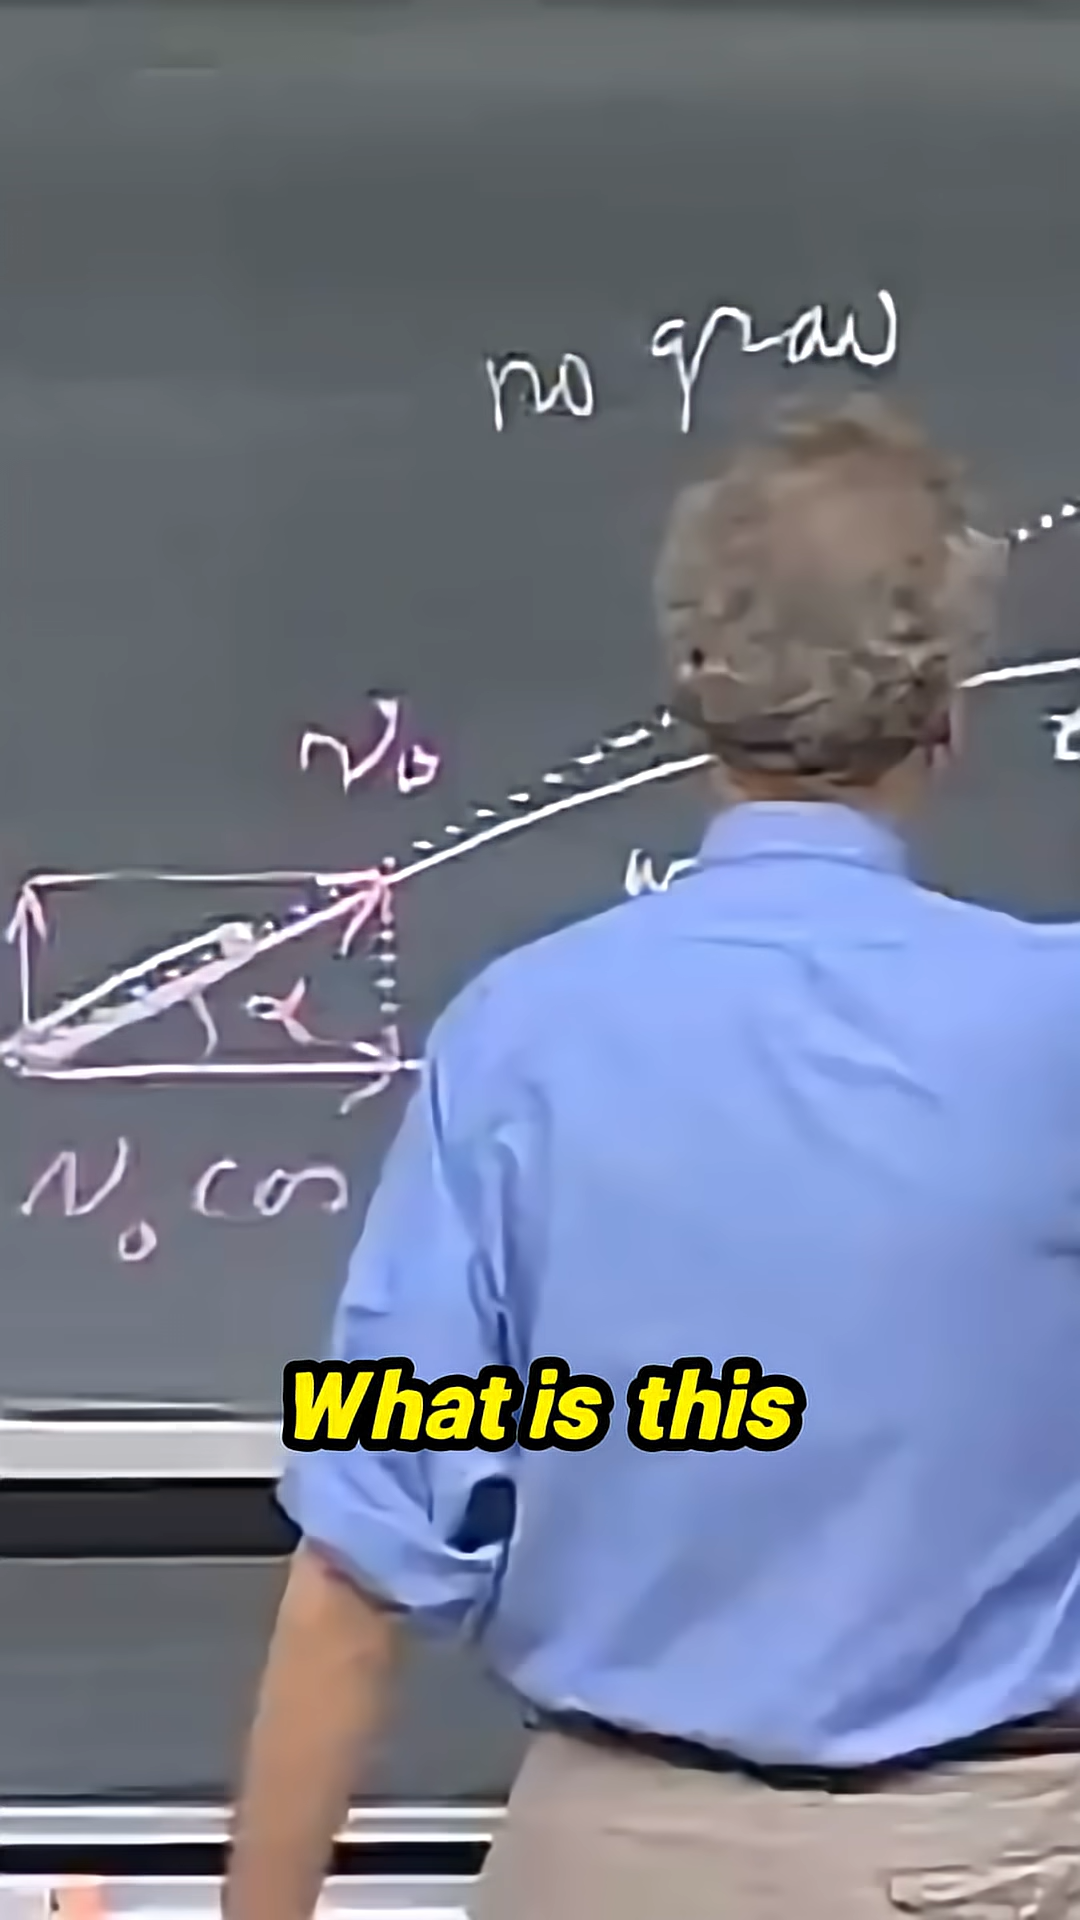 no grav
v₀
α
v₀ cos
What is this